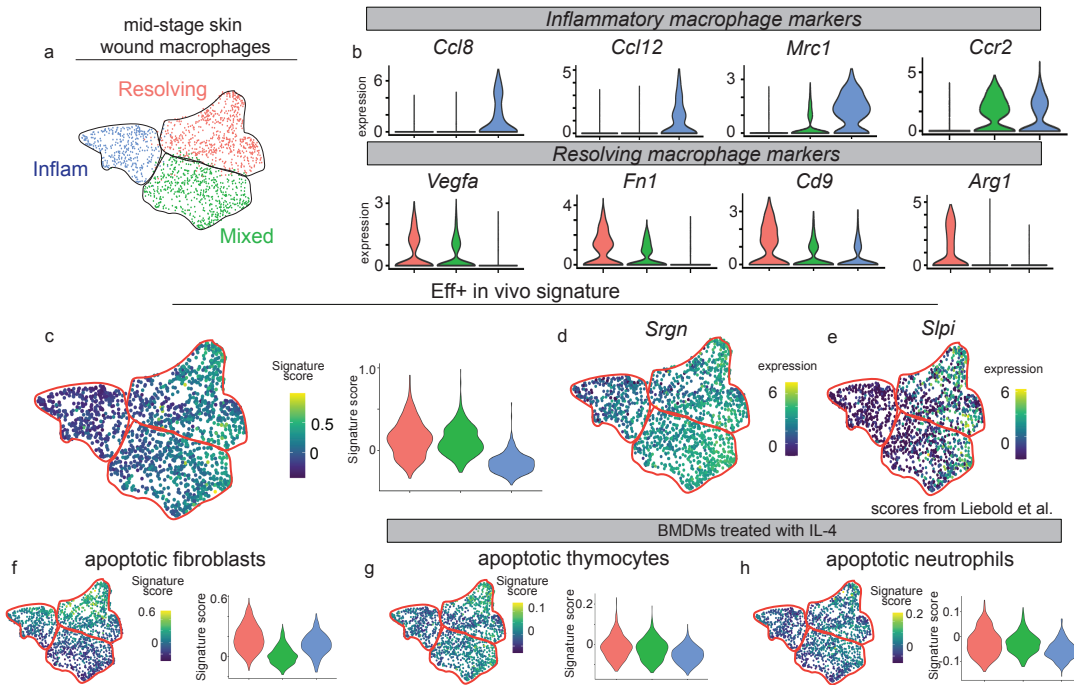 mid-stage skin
wound macrophages
a
Resolving
Inflam
Mixed
Inflammatory macrophage markers
b
Ccl8
Ccl12
Mrc1
Ccr2
expression
6
0
5
0
3
0
5
0
Resolving macrophage markers
Vegfa
Fn1
Cd9
Arg1
expression
3
0
4
0
3
0
5
0
Eff+ in vivo signature
c
Signature
score
0.5
0
Signature score
1.0
0
d
Srgn
expression
6
0
e
Slpi
expression
6
0
scores from Liebold et al.
BMDMs treated with IL-4
f
apoptotic fibroblasts
Signature
score
0.6
0
Signature score
0.6
0
g
apoptotic thymocytes
Signature
score
0.1
0
Signature score
0.2
0
h
apoptotic neutrophils
Signature
score
0.2
0
Signature score
0.1
0
-0.1